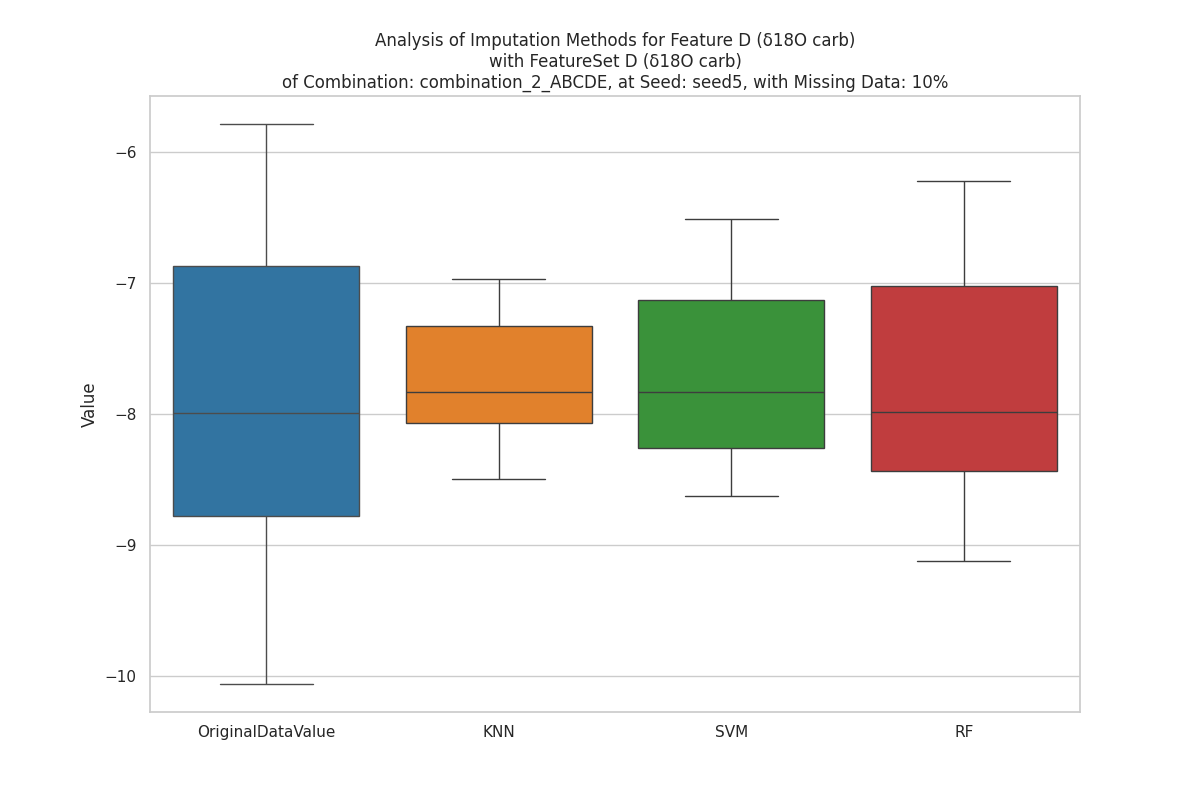 Analysis of Imputation Methods for Feature D (δ18O carb)
with FeatureSet D (δ18O carb)
of Combination: combination_2_ABCDE, at Seed: seed5, with Missing Data: 10%
Value
−6
−7
−8
−9
−10
OriginalDataValue
KNN
SVM
RF